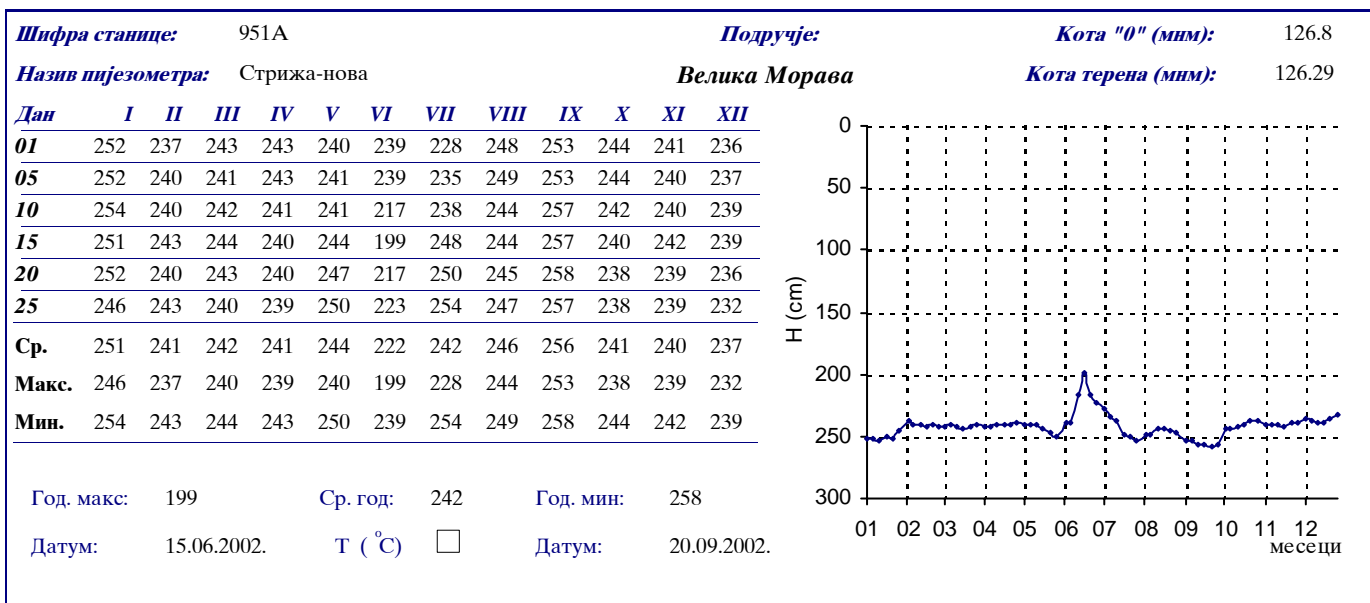 Шифра станице: 951А Подручје: Кота "0" (мнм): 126.8
Назив пијезометра: Стрижа-нова Велика Морава Кота терена (мнм): 126.29
Дан I II III IV V VI VII VIII IX X XI XII
01 252 237 243 243 240 239 228 248 253 244 241 236
05 252 240 241 243 241 239 235 249 253 244 240 237
10 254 240 242 241 241 217 238 244 257 242 240 239
15 251 243 244 240 244 199 248 244 257 240 242 239
20 252 240 243 240 247 217 250 245 258 238 239 236
25 246 243 240 239 250 223 254 247 257 238 239 232
Ср. 251 241 242 241 244 222 242 246 256 241 240 237
Макс. 246 237 240 239 240 199 228 244 253 238 239 232
Мин. 254 243 244 243 250 239 254 249 258 244 242 239
Год. макс: 199 Ср. год: 242 Год. мин: 258
Датум: 15.06.2002. Т ( °C) Датум: 20.09.2002.
H (cm)
0
50
100
150
200
250
300
01 02 03 04 05 06 07 08 09 10 11 12
месеци